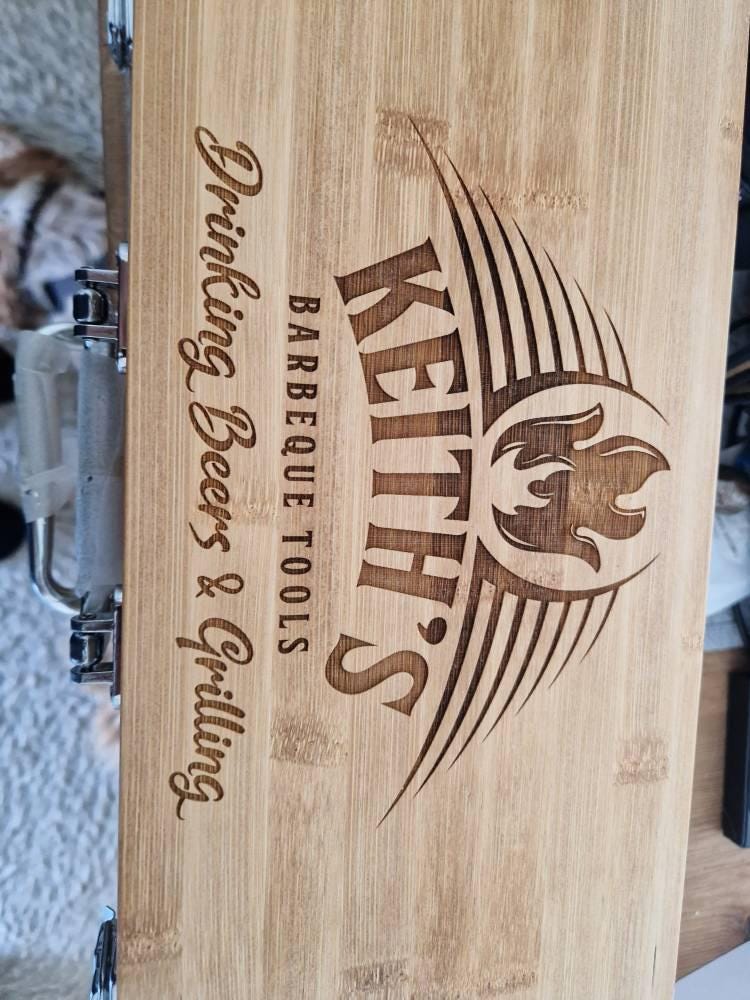 KEITH'S
BARBEQUE TOOLS
Drinking Beers & Grilling